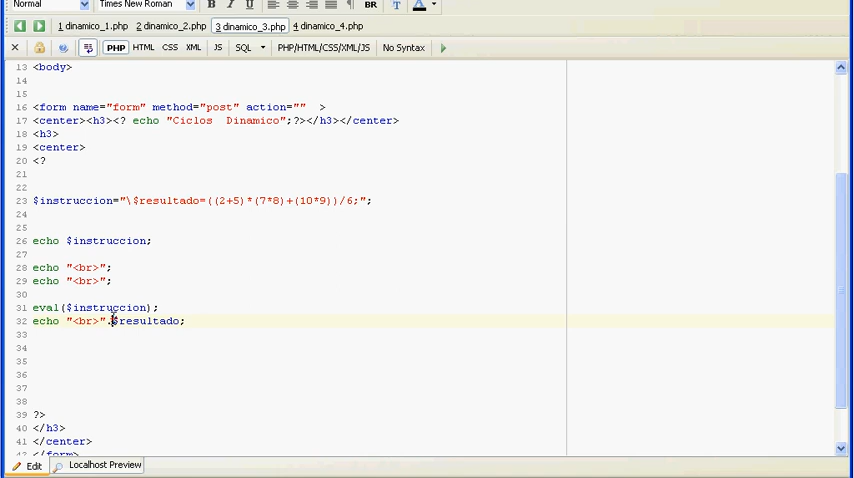 Normal Times New Roman BR T A
1 dinamico_1.php 2 dinamico_2.php 3 dinamico_3.php 4 dinamico_4.php
PHP HTML CSS XML JS SQL PHP/HTML/CSS/XML/JS No Syntax
13 <body>
14
15
16 <form name="form" method="post" action="" >
17 <center><h3><? echo "Ciclos Dinamico";?></h3></center>
18 <h3>
19 <center>
20 <?
21
22
23 $instruccion="\$resultado=((2+5)*(7*8)+(10*9))/6;";
24
25
26 echo $instruccion;
27
28 echo "<br>";
29 echo "<br>";
30
31 eval($instruccion);
32 echo "<br>".$resultado;
33
34
35
36
37
38
39 ?>
40 </h3>
41 </center>
42 </form>
Edit Localhost Preview